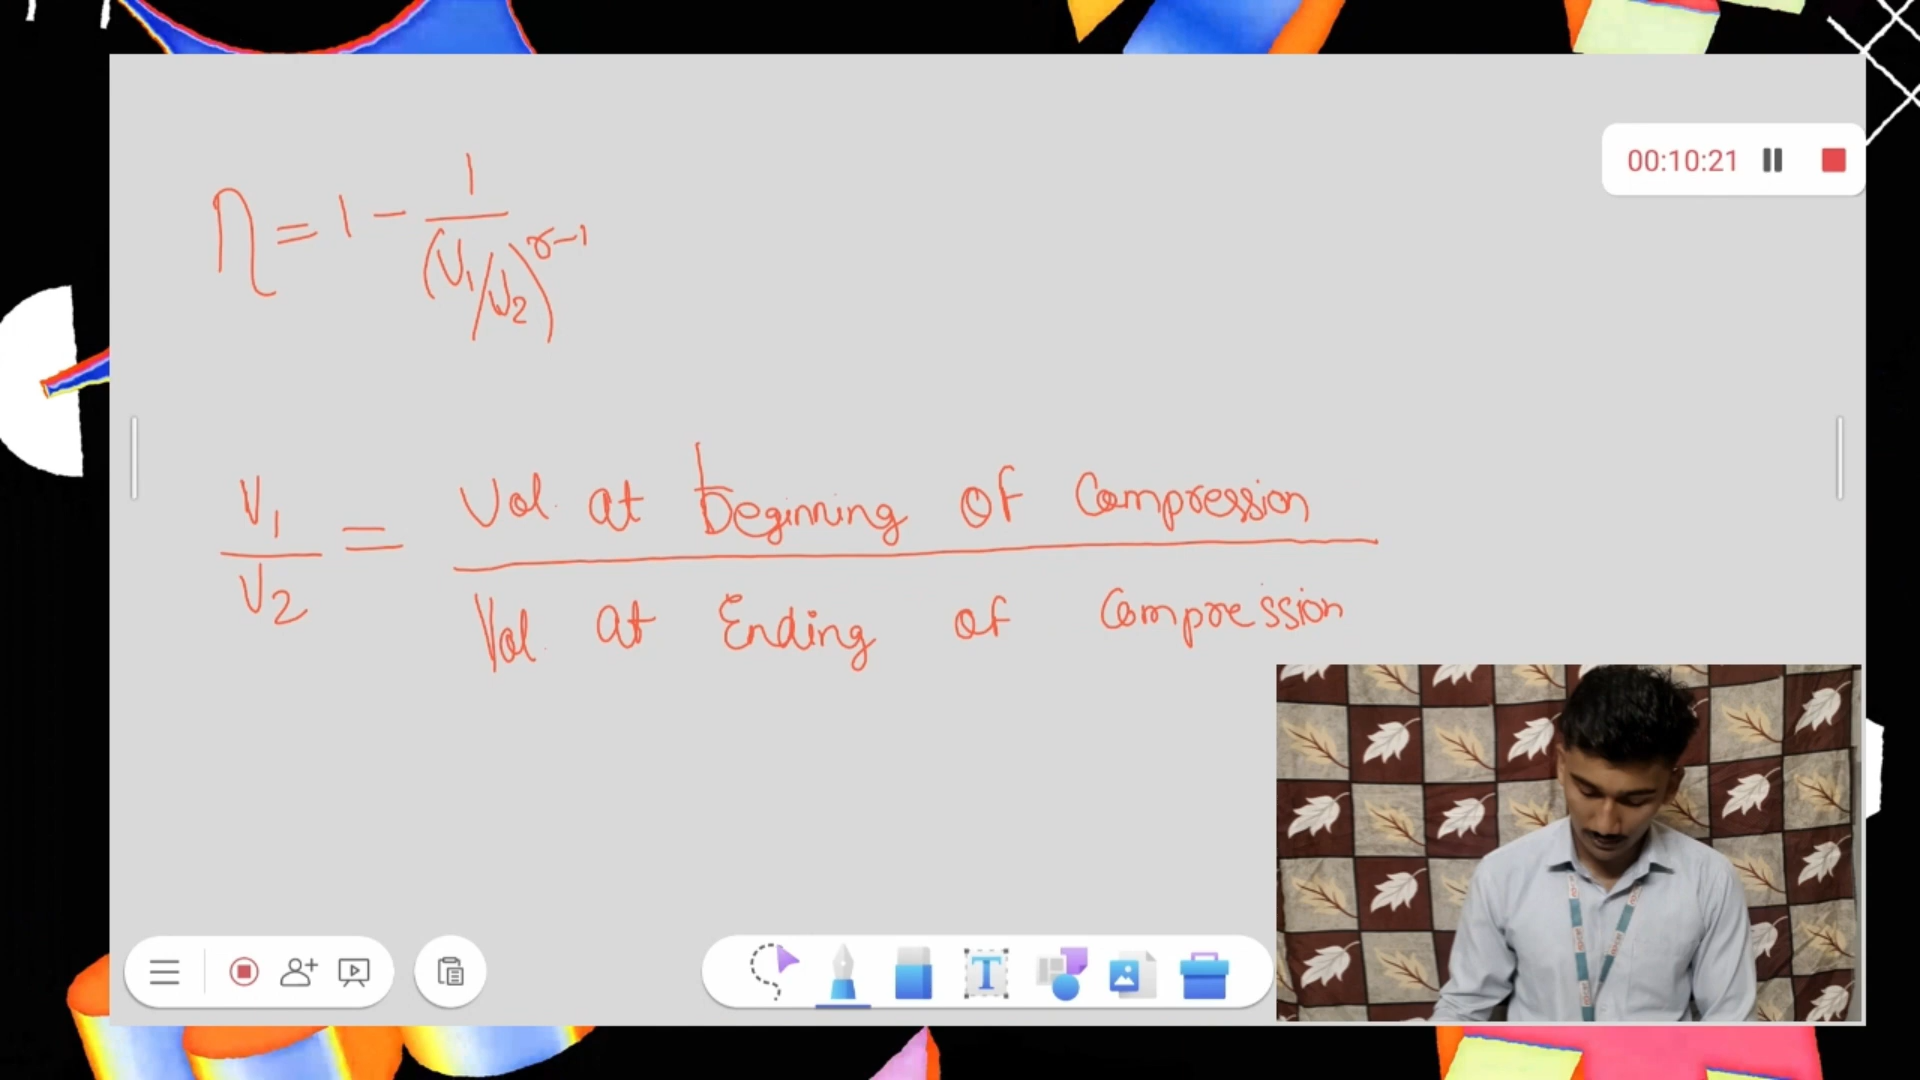 00:10:21
η = 1 - 1/(V1/V2)^γ-1
V1/V2 = Vol. at beginning of Compression / Vol. at Ending of Compression
T